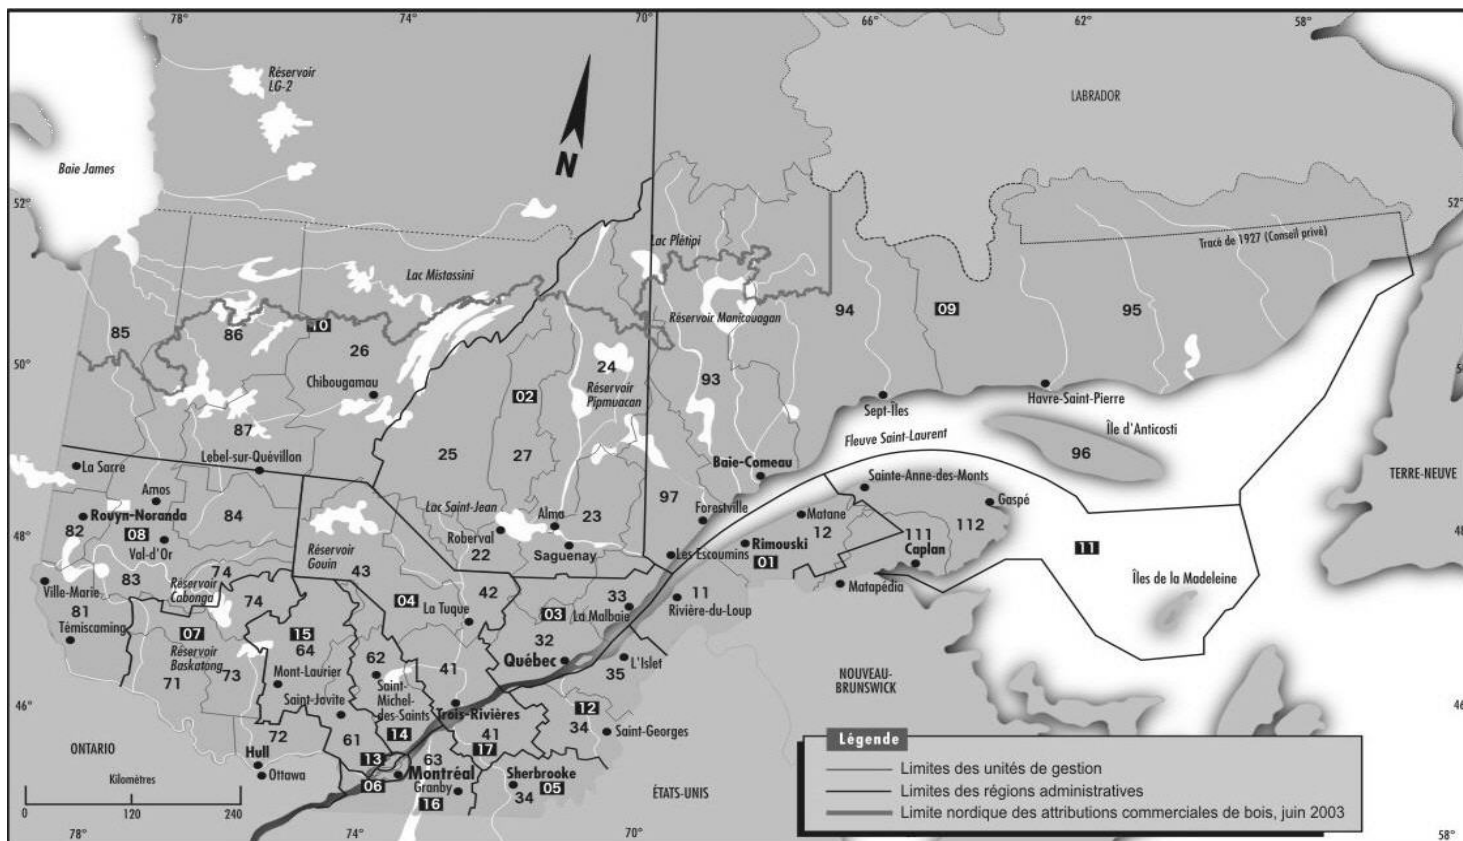 78°
74°
70°
66°
62°
58°
Réservoir
LG-2
LABRADOR
Baie James
N
52°
52°
Lac Plétipi
Tracé de 1927 (Conseil privé)
Lac Mistassini
85
86
10
26
Réservoir Manicouagan
94
09
95
50°
Chibougamau
24
02
Réservoir
Pipmuacan
93
Sept-Îles
Havre-Saint-Pierre
87
Lebel-sur-Quévillon
25
27
Fleuve Saint-Laurent
Île d'Anticosti
96
La Sarre
Baie-Comeau
Sainte-Anne-des-Monts
TERRE-NEUVE
Amos
Rouyn-Noranda
84
Lac Saint-Jean
Alma
23
97
Forestville
Matane
Gaspé
82
08
Val-d'Or
Roberval
22
Saguenay
12
112
111
48°
48
Réservoir
Gouin
Les Escoumins
Rimouski
01
Caplan
11
83
74
43
Ville-Marie
Réservoir
Cabonga
74
04
42
33
11
Matapédia
Îles de la Madeleine
81
La Tuque
03
La Malbaie
Rivière-du-Loup
Témiscaming
07
15
64
32
Réservoir
Baskatong
62
41
Québec
L'Islet
35
71
73
Mont-Laurier
Saint-Jovite
Saint-
Michel-
des-Saints
NOUVEAU-
BRUNSWICK
46°
46
Trois-Rivières
12
34
Saint-Georges
72
61
14
41
17
ONTARIO
Hull
Ottawa
13
63
Montréal
06
Granby
16
Sherbrooke
34
05
ÉTATS-UNIS
Kilomètres
0
120
240
Légende
Limites des unités de gestion
Limites des régions administratives
Limite nordique des attributions commerciales de bois, juin 2003
78°
74°
70°
58°